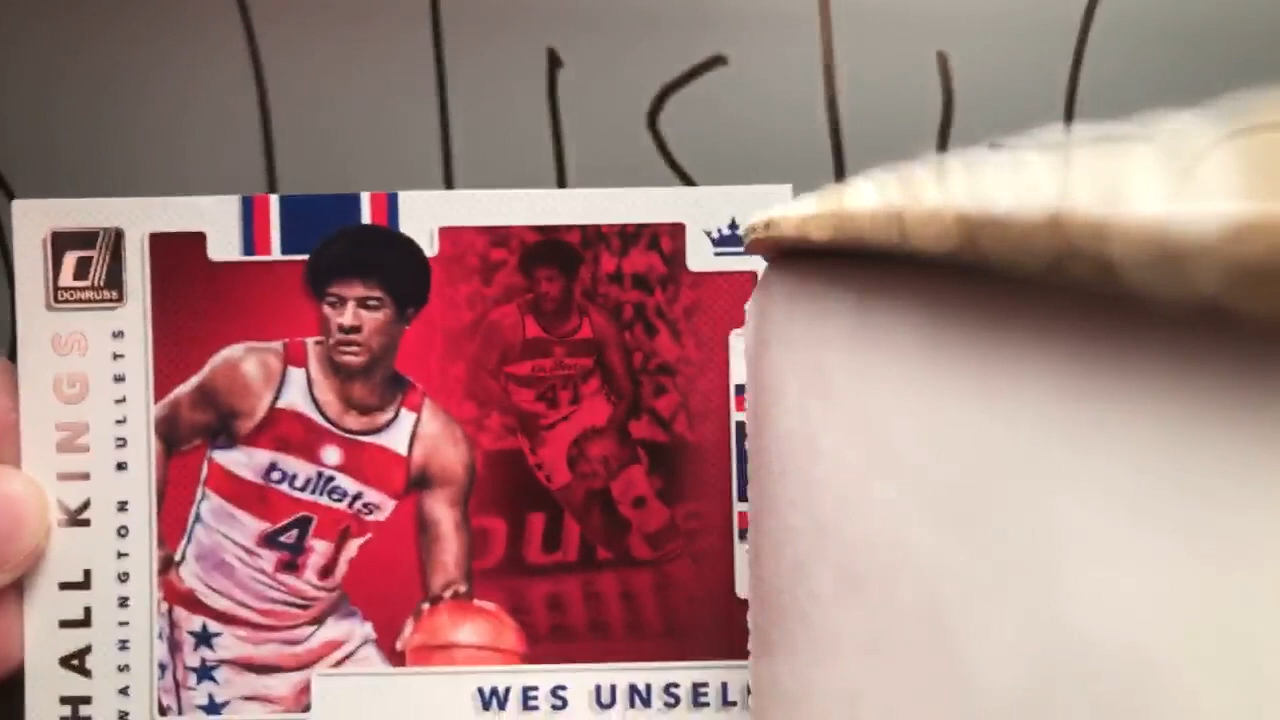 DONRUSS
HALL KINGS
WASHINGTON BULLETS
bullets
41
WES UNSEL